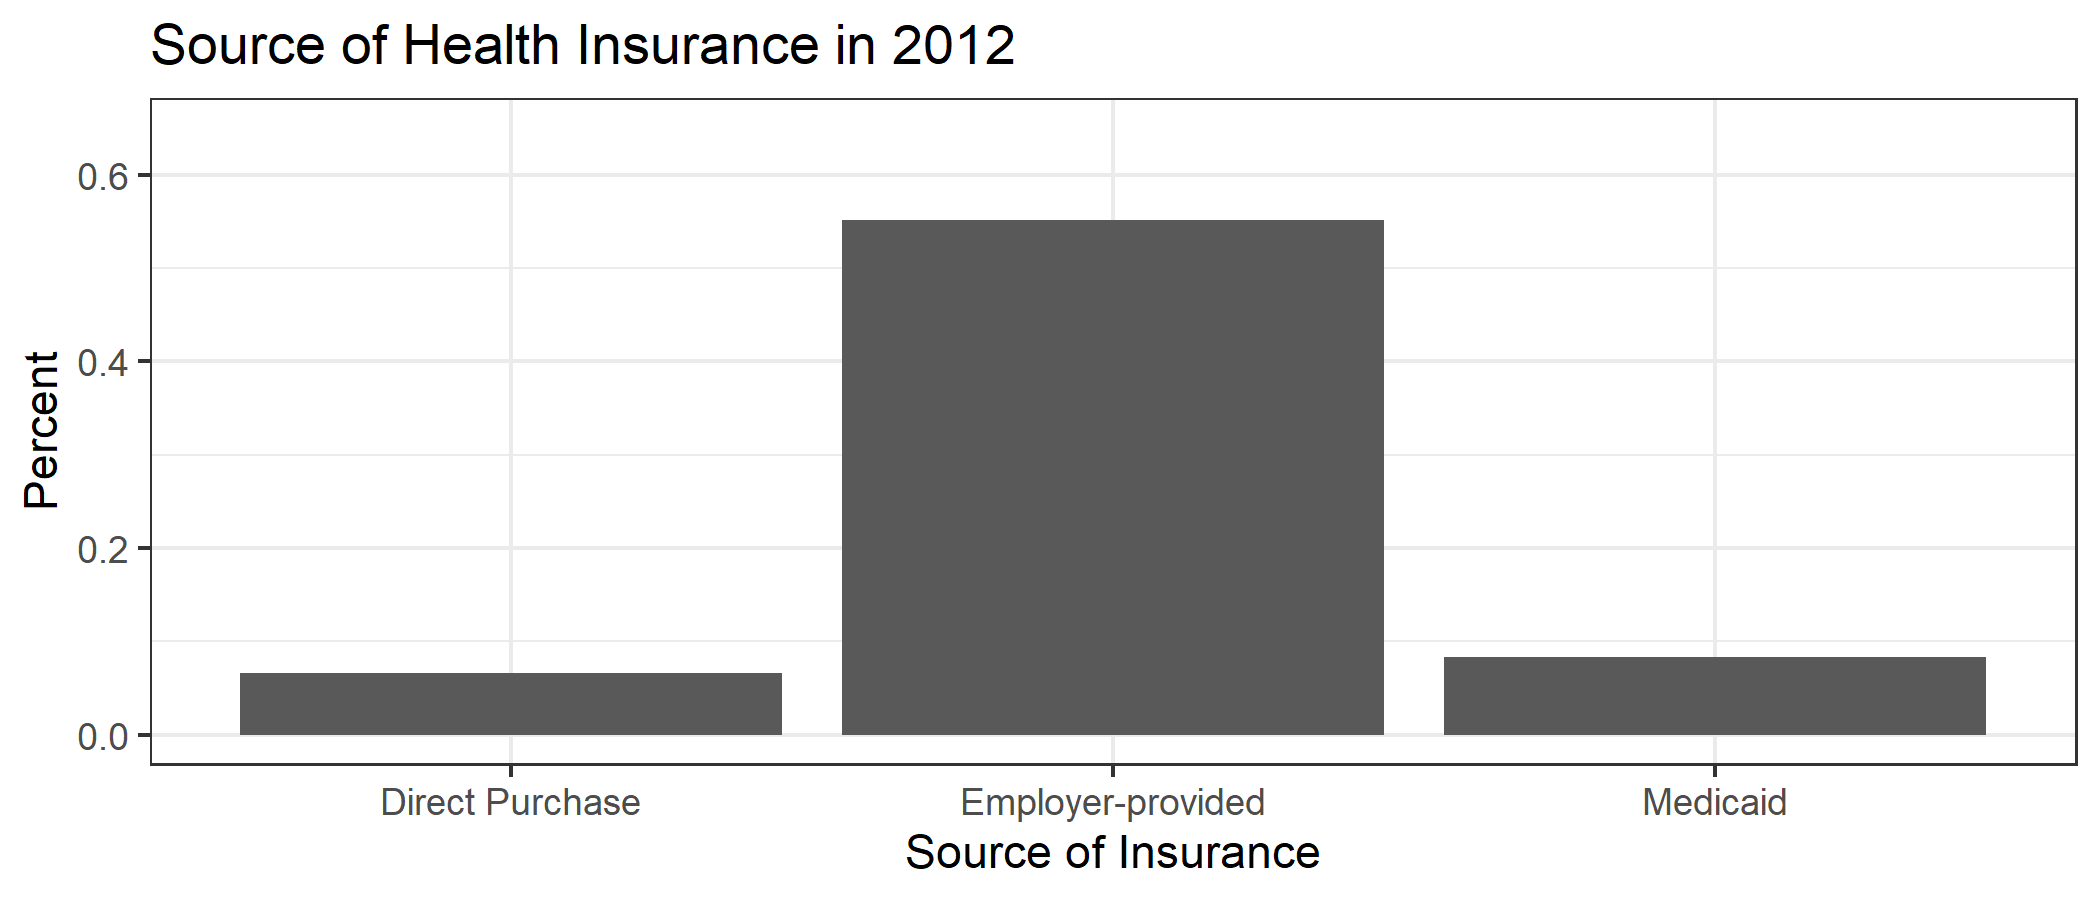 Source of Health Insurance in 2012
0.6
0.4
0.2
0.0
Percent
Direct Purchase
Employer-provided
Medicaid
Source of Insurance